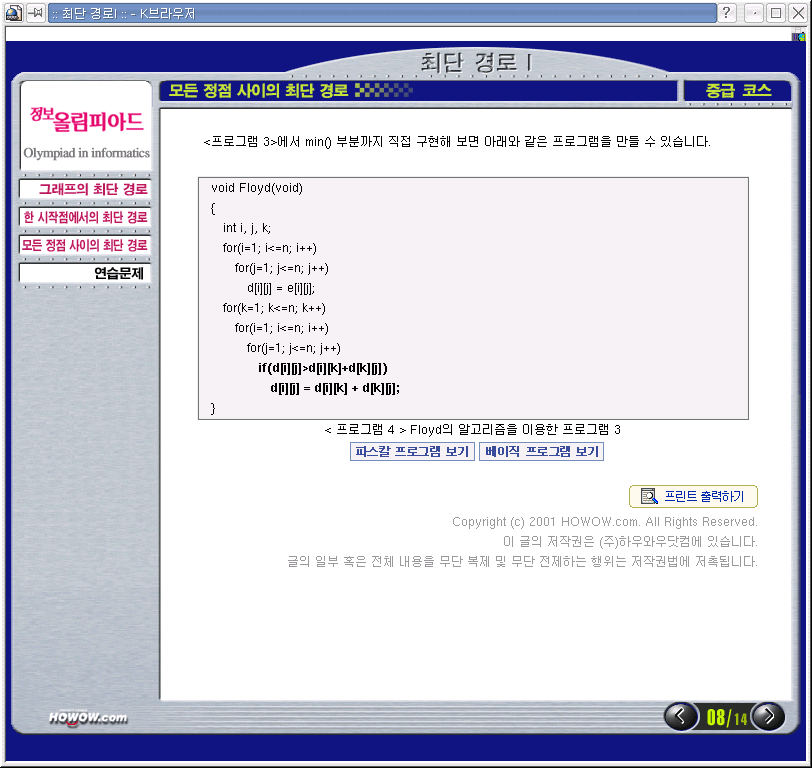 :: 최단 경로I :: - K브라우저
최단 경로 I
모든 정점 사이의 최단 경로
중급 코스
정보올림피아드
Olympiad in informatics
그래프의 최단 경로
한 시작점에서의 최단 경로
모든 정점 사이의 최단 경로
연습문제
<프로그램 3>에서 min() 부분까지 직접 구현해 보면 아래와 같은 프로그램을 만들 수 있습니다.
void Floyd(void)
{
int i, j, k;
for(i=1; i<=n; i++)
for(j=1; j<=n; j++)
d[i][j] = e[i][j];
for(k=1; k<=n; k++)
for(i=1; i<=n; i++)
for(j=1; j<=n; j++)
if(d[i][j]>d[i][k]+d[k][j])
d[i][j] = d[i][k] + d[k][j];
}
< 프로그램 4 > Floyd의 알고리즘을 이용한 프로그램 3
파스칼 프로그램 보기 베이직 프로그램 보기
프린트 출력하기
Copyright (c) 2001 HOWOW.com. All Rights Reserved.
이 글의 저작권은 (주)하우와우닷컴에 있습니다.
글의 일부 혹은 전체 내용을 무단 복제 및 무단 전제하는 행위는 저작권법에 저촉됩니다.
HOWOW.com
08/14